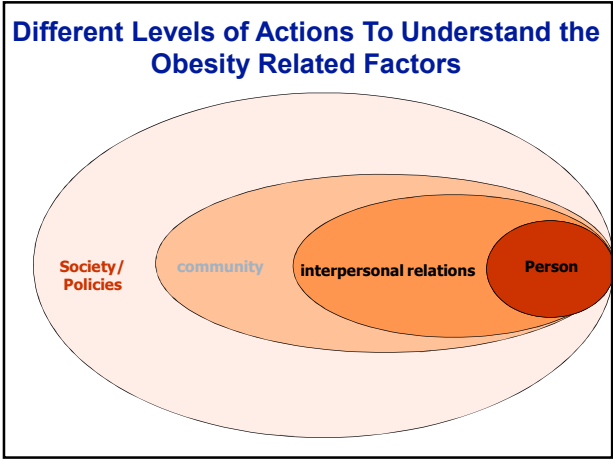 Different Levels of Actions To Understand the
Obesity Related Factors
Society/
Policies
community
interpersonal relations
Person